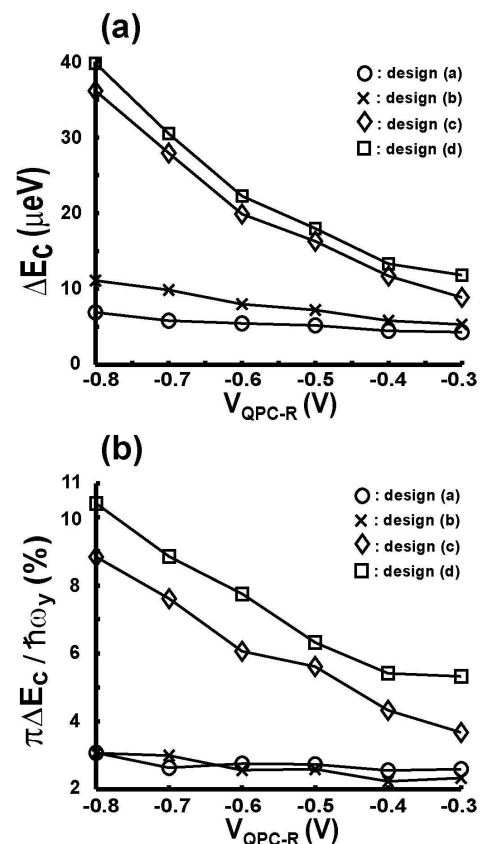 (a)
40
30
20
10
0
ΔE_C (μeV)
○ : design (a)
× : design (b)
◇ : design (c)
□ : design (d)
-0.8 -0.7 -0.6 -0.5 -0.4 -0.3
V_QPC-R (V)
(b)
11
10
8
6
4
2
πΔE_C / ℏω_y (%)
○ : design (a)
× : design (b)
◇ : design (c)
□ : design (d)
-0.8 -0.7 -0.6 -0.5 -0.4 -0.3
V_QPC-R (V)